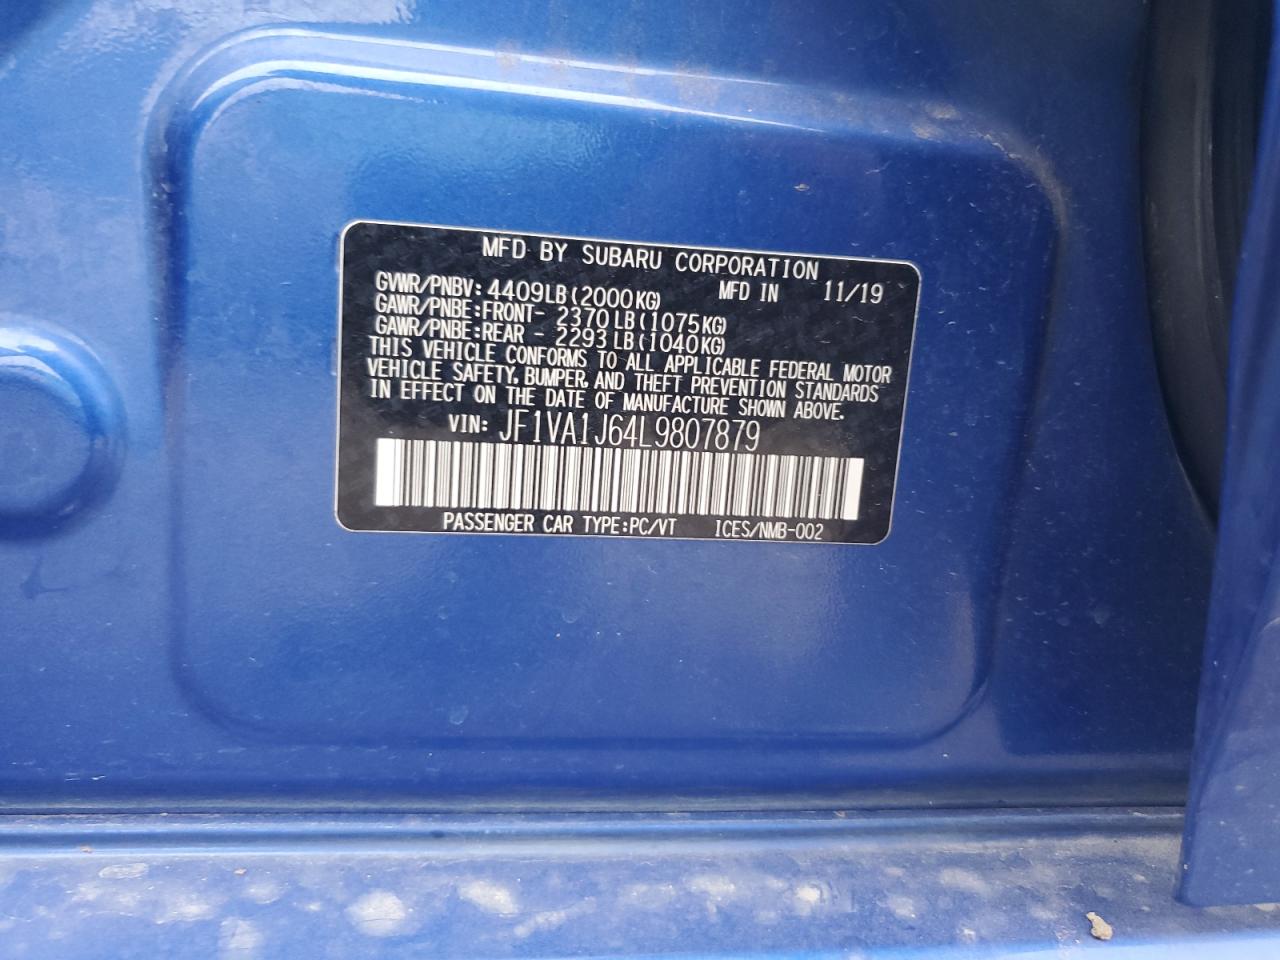 MFD BY SUBARU CORPORATION
GVWR/PNBV: 4409LB(2000KG) MFD IN 11/19
GAWR/PNBE:FRONT- 2370LB(1075KG)
GAWR/PNBE:REAR - 2293LB(1040KG)
THIS VEHICLE CONFORMS TO ALL APPLICABLE FEDERAL MOTOR
VEHICLE SAFETY, BUMPER, AND THEFT PREVENTION STANDARDS
IN EFFECT ON THE DATE OF MANUFACTURE SHOWN ABOVE.
VIN: JF1VA1J64L9807879
PASSENGER CAR TYPE:PC/VT ICES/NMB-002